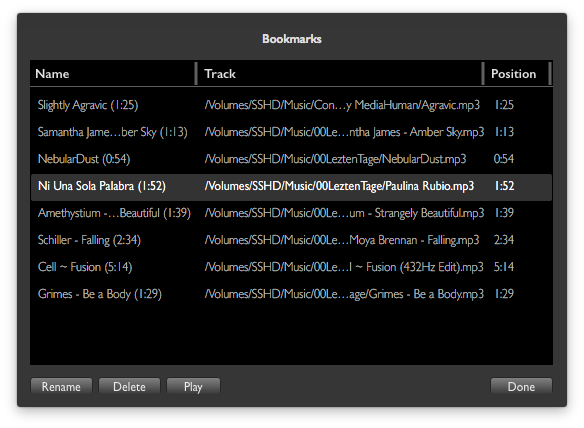 Bookmarks
Name Track Position
Slightly Agravic (1:25) /Volumes/SSHD/Music/Con…y MediaHuman/Agravic.mp3 1:25
Samantha Jame…ber Sky (1:13) /Volumes/SSHD/Music/00Le…ntha James - Amber Sky.mp3 1:13
NebularDust (0:54) /Volumes/SSHD/Music/00LeztenTage/NebularDust.mp3 0:54
Ni Una Sola Palabra (1:52) /Volumes/SSHD/Music/00LeztenTage/Paulina Rubio.mp3 1:52
Amethystium -…Beautiful (1:39) /Volumes/SSHD/Music/00Le…um - Strangely Beautiful.mp3 1:39
Schiller - Falling (2:34) /Volumes/SSHD/Music/00Le…Moya Brennan - Falling.mp3 2:34
Cell ~ Fusion (5:14) /Volumes/SSHD/Music/00Le…l ~ Fusion (432Hz Edit).mp3 5:14
Grimes - Be a Body (1:29) /Volumes/SSHD/Music/00Le…age/Grimes - Be a Body.mp3 1:29
Rename Delete Play Done